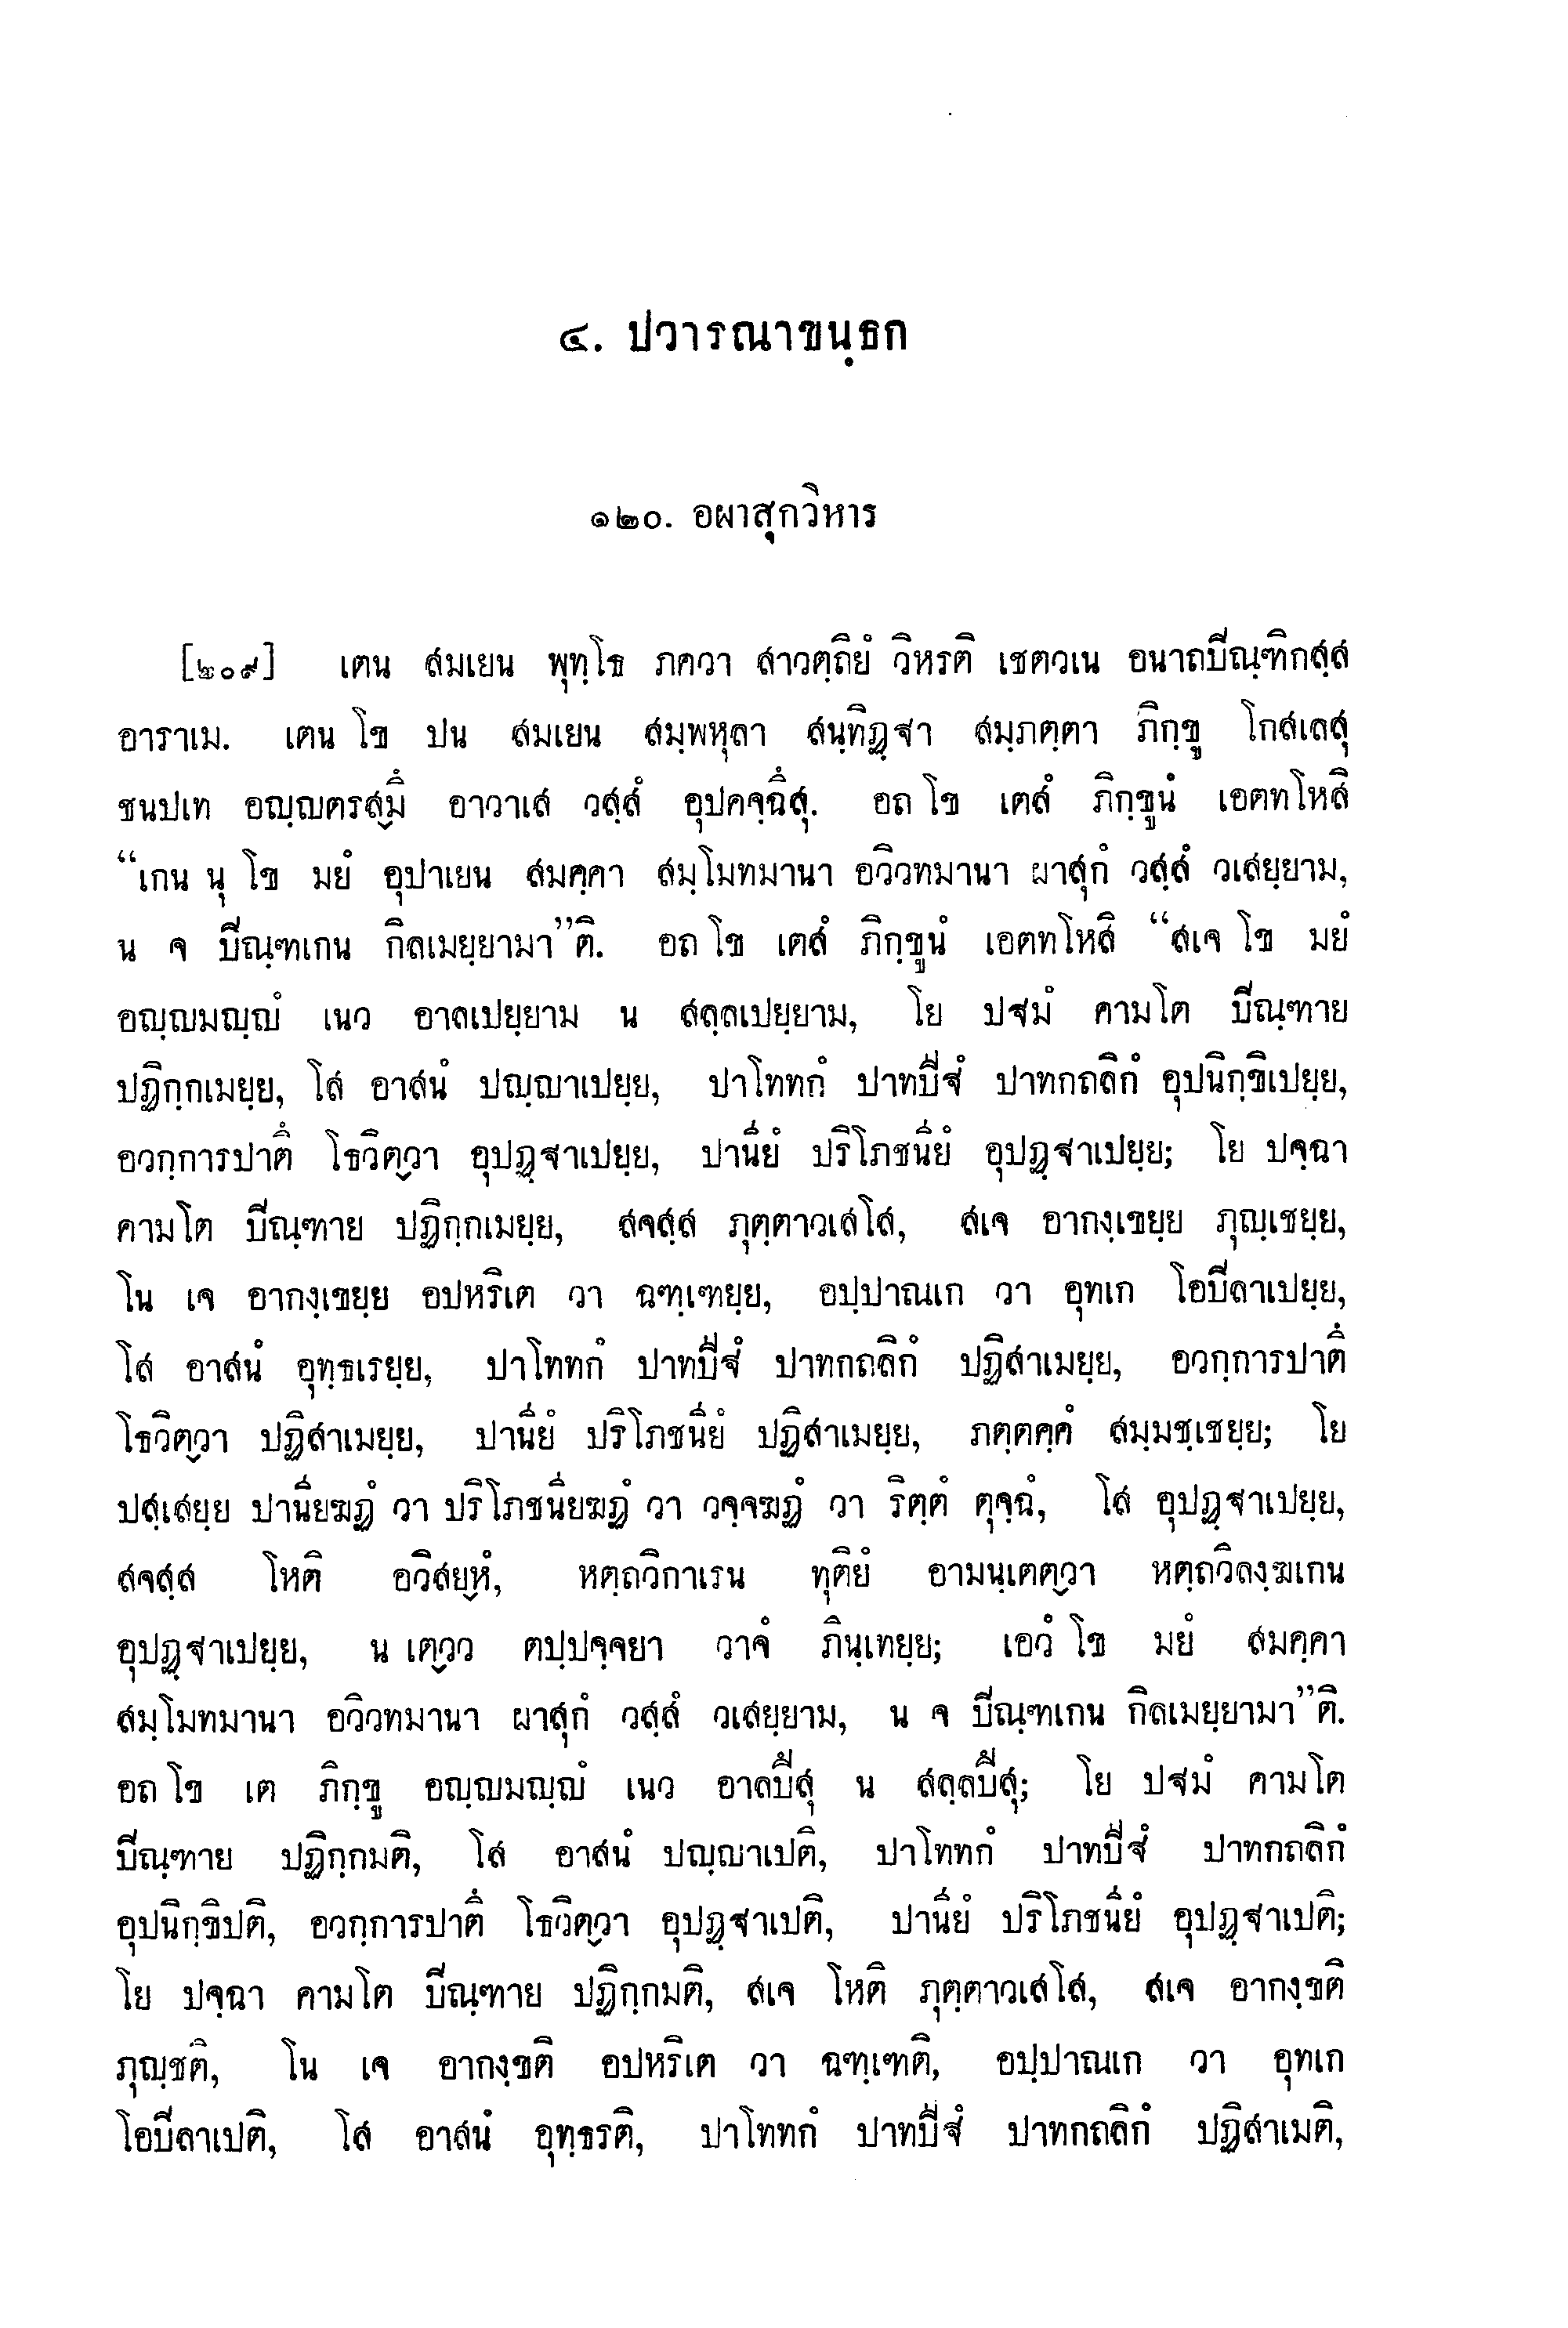 ๔. ปวารณาขนฺธก
๑๒๐. อผาสุกวิหาร
[๒๐๙] เตน สมเยน พุทฺโธ ภควา สาวตฺถิยํ วิหรติ เชตวเน อนาถปิณฺฑิกสฺส
อาราเม. เตน โข ปน สมเยน สมฺพหุลา สนฺทิฏฺฐา สมฺภตฺตา ภิกฺขู โกสเลสุ
ชนปเท อญฺญตรสฺมึ อาวาเส วสฺสํ อุปคจฺฉึสุ. อถ โข เตสํ ภิกฺขูนํ เอตทโหสิ
“เกน นุ โข มยํ อุปาเยน สมคฺคา สมฺโมทมานา อวิวทมานา ผาสุกํ วสฺสํ วเสยฺยาม,
น จ ปิณฺฑเกน กิลเมยฺยามา”ติ. อถ โข เตสํ ภิกฺขูนํ เอตทโหสิ “สเจ โข มยํ
อญฺญมญฺญํ เนว อาลเปยฺยาม น สลฺลเปยฺยาม, โย ปฐมํ คามโต ปิณฺฑาย
ปฏิกฺกเมยฺย, โส อาสนํ ปญฺญาเปยฺย, ปาโททกํ ปาทปีฐํ ปาทกถลิกํ อุปนิกฺขิเปยฺย,
อวกฺการปาตึ โธวิตฺวา อุปฏฺฐาเปยฺย, ปานียํ ปริโภชนียํ อุปฏฺฐาเปยฺย; โย ปจฺฉา
คามโต ปิณฺฑาย ปฏิกฺกเมยฺย, สจสฺส ภุตฺตาวเสโส, สเจ อากงฺเขยฺย ภุญฺเชยฺย,
โน เจ อากงฺเขยฺย อปหริเต วา ฉฑฺเฑยฺย, อปฺปาณเก วา อุทเก โอปิลาเปยฺย,
โส อาสนํ อุทฺธเรยฺย, ปาโททกํ ปาทปีฐํ ปาทกถลิกํ ปฏิสาเมยฺย, อวกฺการปาตึ
โธวิตฺวา ปฏิสาเมยฺย, ปานียํ ปริโภชนียํ ปฏิสาเมยฺย, ภตฺตคฺคํ สมฺมชฺเชยฺย; โย
ปสฺเสยฺย ปานียฆฏํ วา ปริโภชนียฆฏํ วา วจฺจฆฏํ วา ริตฺตํ ตุจฺฉํ, โส อุปฏฺฐาเปยฺย,
สจสฺส โหติ อวิสยฺหํ, หตฺถวิกาเรน ทุติยํ อามนฺเตตฺวา หตฺถวิลงฺฆเกน
อุปฏฺฐาเปยฺย, น เตฺวว ตปฺปจฺจยา วาจํ ภินฺเทยฺย; เอวํ โข มยํ สมคฺคา
สมฺโมทมานา อวิวทมานา ผาสุกํ วสฺสํ วเสยฺยาม, น จ ปิณฺฑเกน กิลเมยฺยามา”ติ.
อถ โข เต ภิกฺขู อญฺญมญฺญํ เนว อาลปึสุ น สลฺลปึสุ; โย ปฐมํ คามโต
ปิณฺฑาย ปฏิกฺกมติ, โส อาสนํ ปญฺญาเปติ, ปาโททกํ ปาทปีฐํ ปาทกถลิกํ
อุปนิกฺขิปติ, อวกฺการปาตึ โธวิตฺวา อุปฏฺฐาเปติ, ปานียํ ปริโภชนียํ อุปฏฺฐาเปติ;
โย ปจฺฉา คามโต ปิณฺฑาย ปฏิกฺกมติ, สเจ โหติ ภุตฺตาวเสโส, สเจ อากงฺขติ
ภุญฺชติ, โน เจ อากงฺขติ อปหริเต วา ฉฑฺเฑติ, อปฺปาณเก วา อุทเก
โอปิลาเปติ, โส อาสนํ อุทฺธรติ, ปาโททกํ ปาทปีฐํ ปาทกถลิกํ ปฏิสาเมติ,